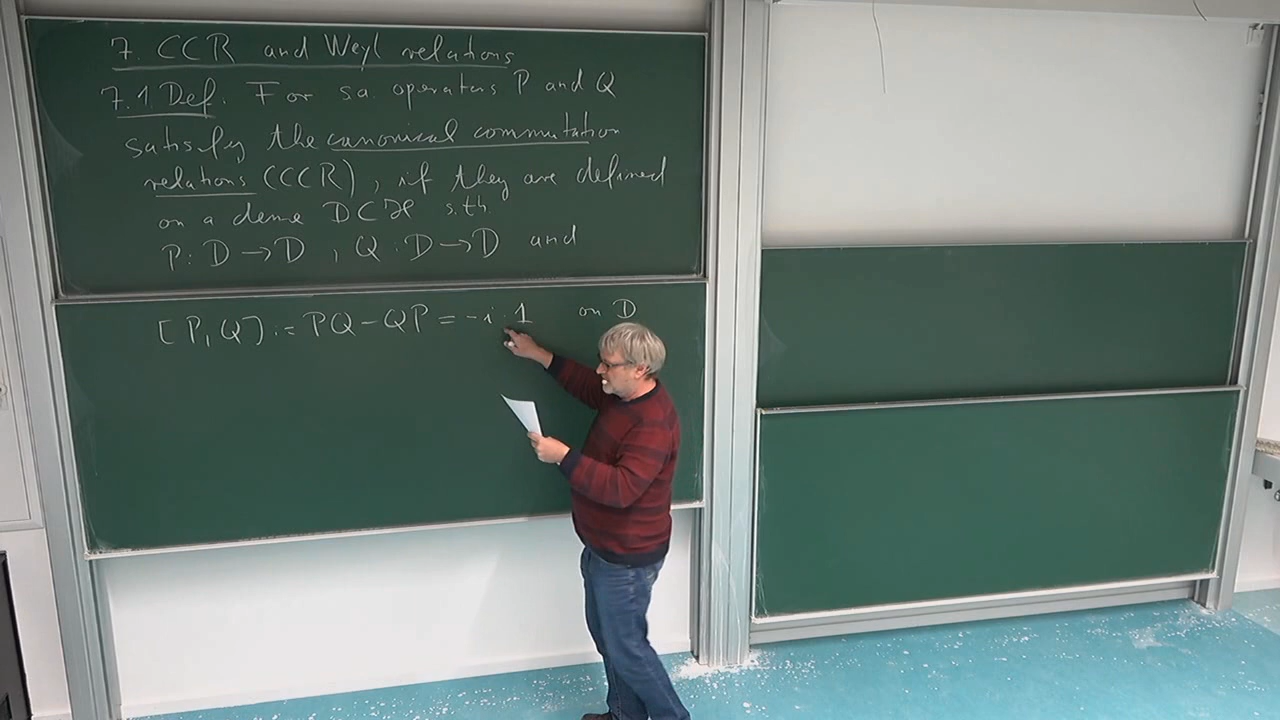 7. CCR and Weyl relations
7.1 Def. For s.a. operators P and Q
satisfy the canonical commutation
relations (CCR), if they are defined
on a dense D ⊂ ℋ s.th.
P: D → D, Q: D → D and
[P, Q] := PQ - QP = -i·1 on D